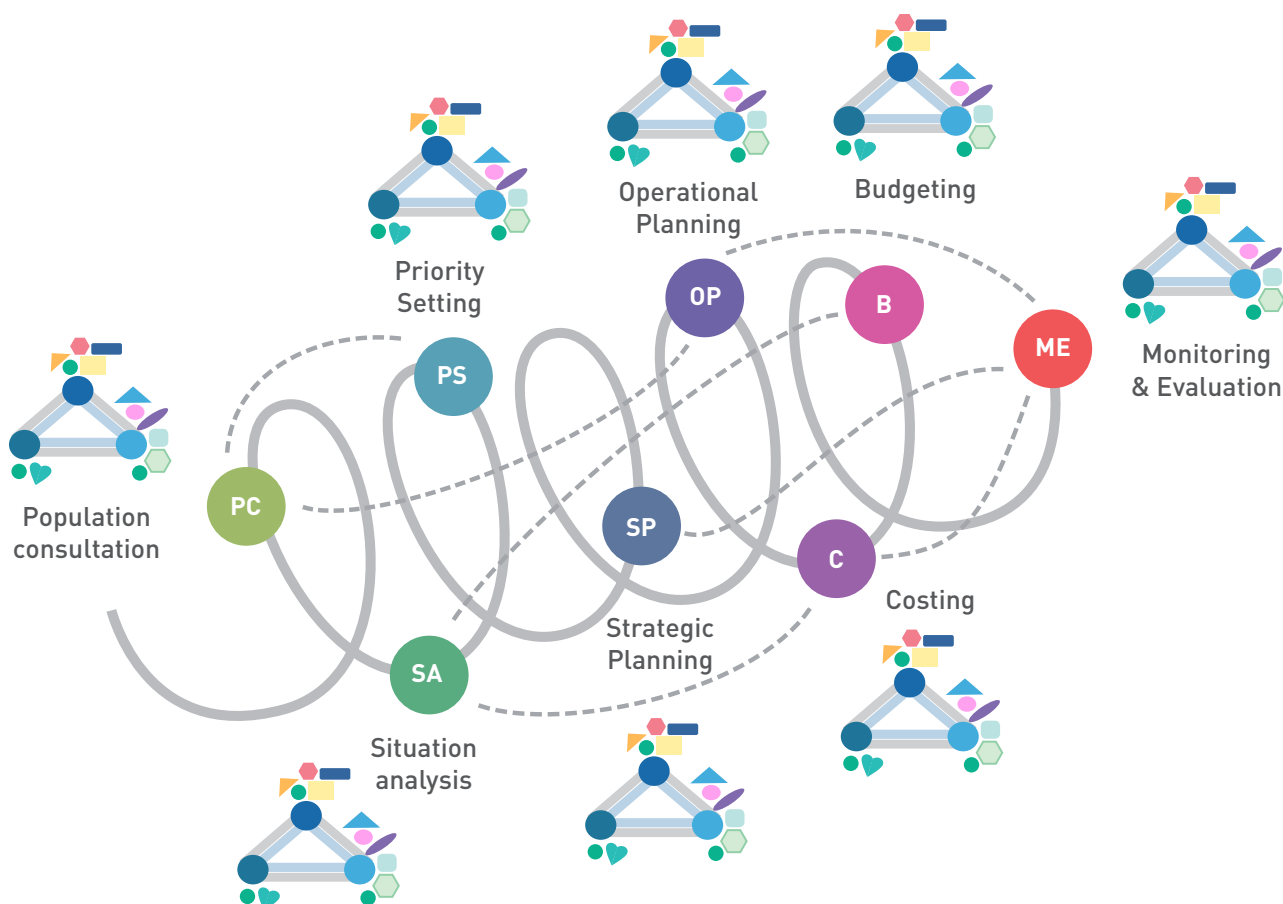 Operational
Planning
Budgeting
Priority
Setting
OP
B
ME
PS
Monitoring
& Evaluation
PC
SP
Population
consultation
C
Costing
Strategic
Planning
SA
Situation
analysis